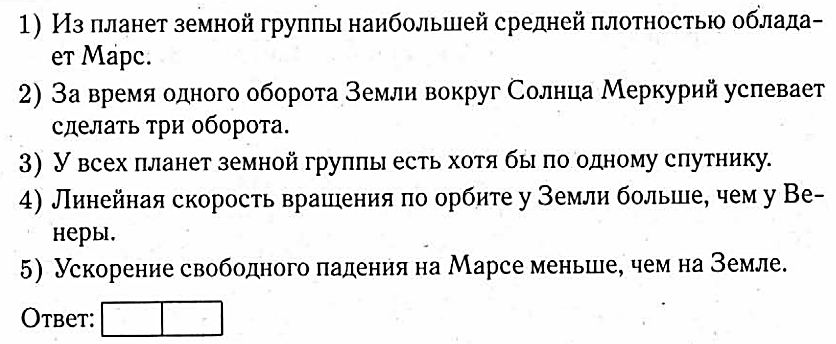 1) Из планет земной группы наибольшей средней плотностью облада-
ет Марс.
2) За время одного оборота Земли вокруг Солнца Меркурий успевает
сделать три оборота.
3) У всех планет земной группы есть хотя бы по одному спутнику.
4) Линейная скорость вращения по орбите у Земли больше, чем у Ве-
неры.
5) Ускорение свободного падения на Марсе меньше, чем на Земле.
Ответ: